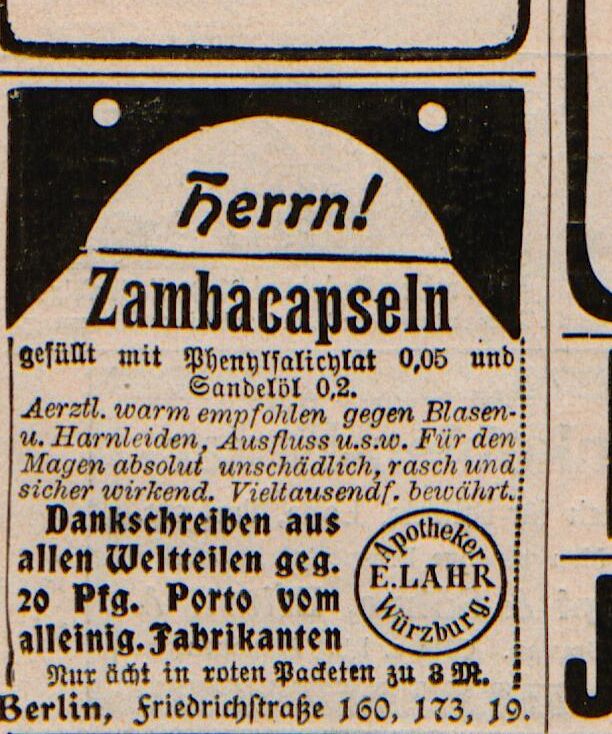 Herrn!
Zambacapseln
gefüllt mit Phenylsalicylat 0,05 und
Sandelöl 0,2.
Aerztl. warm empfohlen gegen Blasen-
u. Harnleiden, Ausfluss u.s.w. Für den
Magen absolut unschädlich, rasch und
sicher wirkend. Vieltausendf. bewährt.
Dankschreiben aus
allen Weltteilen geg.
20 Pfg. Porto vom
alleinig. Fabrikanten
Apotheker
E. LAHR
Würzburg.
Nur ächt in roten Packeten zu 3 M.
Berlin, Friedrichstraße 160, 173, 19.